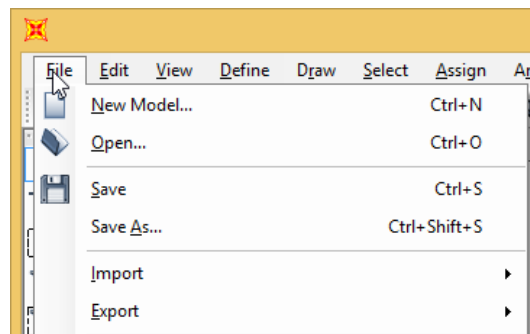 File Edit View Define Draw Select Assign
New Model... Ctrl+N
Open... Ctrl+O
Save Ctrl+S
Save As... Ctrl+Shift+S
Import
Export